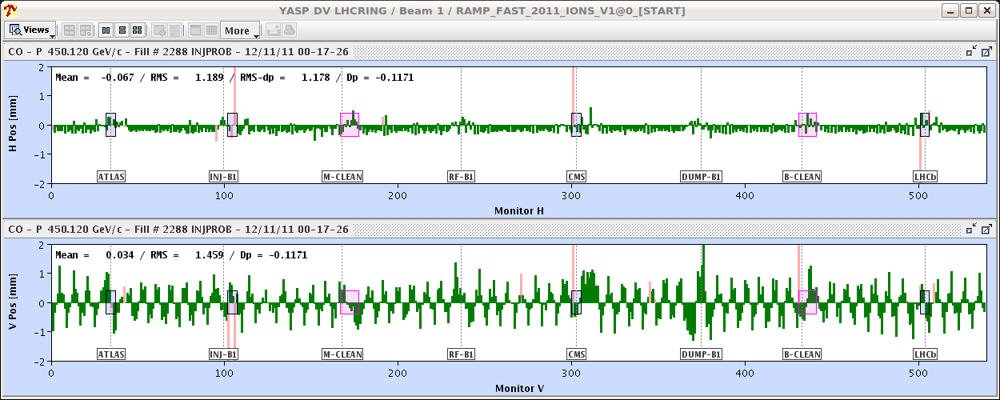 YASP DV LHCRING / Beam 1 / RAMP_FAST_2011_IONS_V1@0_[START]
Views More
CO - P 450.120 GeV/c - Fill # 2288 INJPROB - 12/11/11 00-17-26
Mean = -0.067 / RMS = 1.189 / RMS-dp = 1.178 / Dp = -0.1171
H Pos [mm]
2
1
0
-1
-2
ATLAS INJ-B1 M-CLEAN RF-B1 CMS DUMP-B1 B-CLEAN LHCb
0 100 200 300 400 500
Monitor H
CO - P 450.120 GeV/c - Fill # 2288 INJPROB - 12/11/11 00-17-26
Mean = 0.034 / RMS = 1.459 / Dp = -0.1171
V Pos [mm]
2
1
0
-1
-2
ATLAS INJ-B1 M-CLEAN RF-B1 CMS DUMP-B1 B-CLEAN LHCb
0 100 200 300 400 500
Monitor V